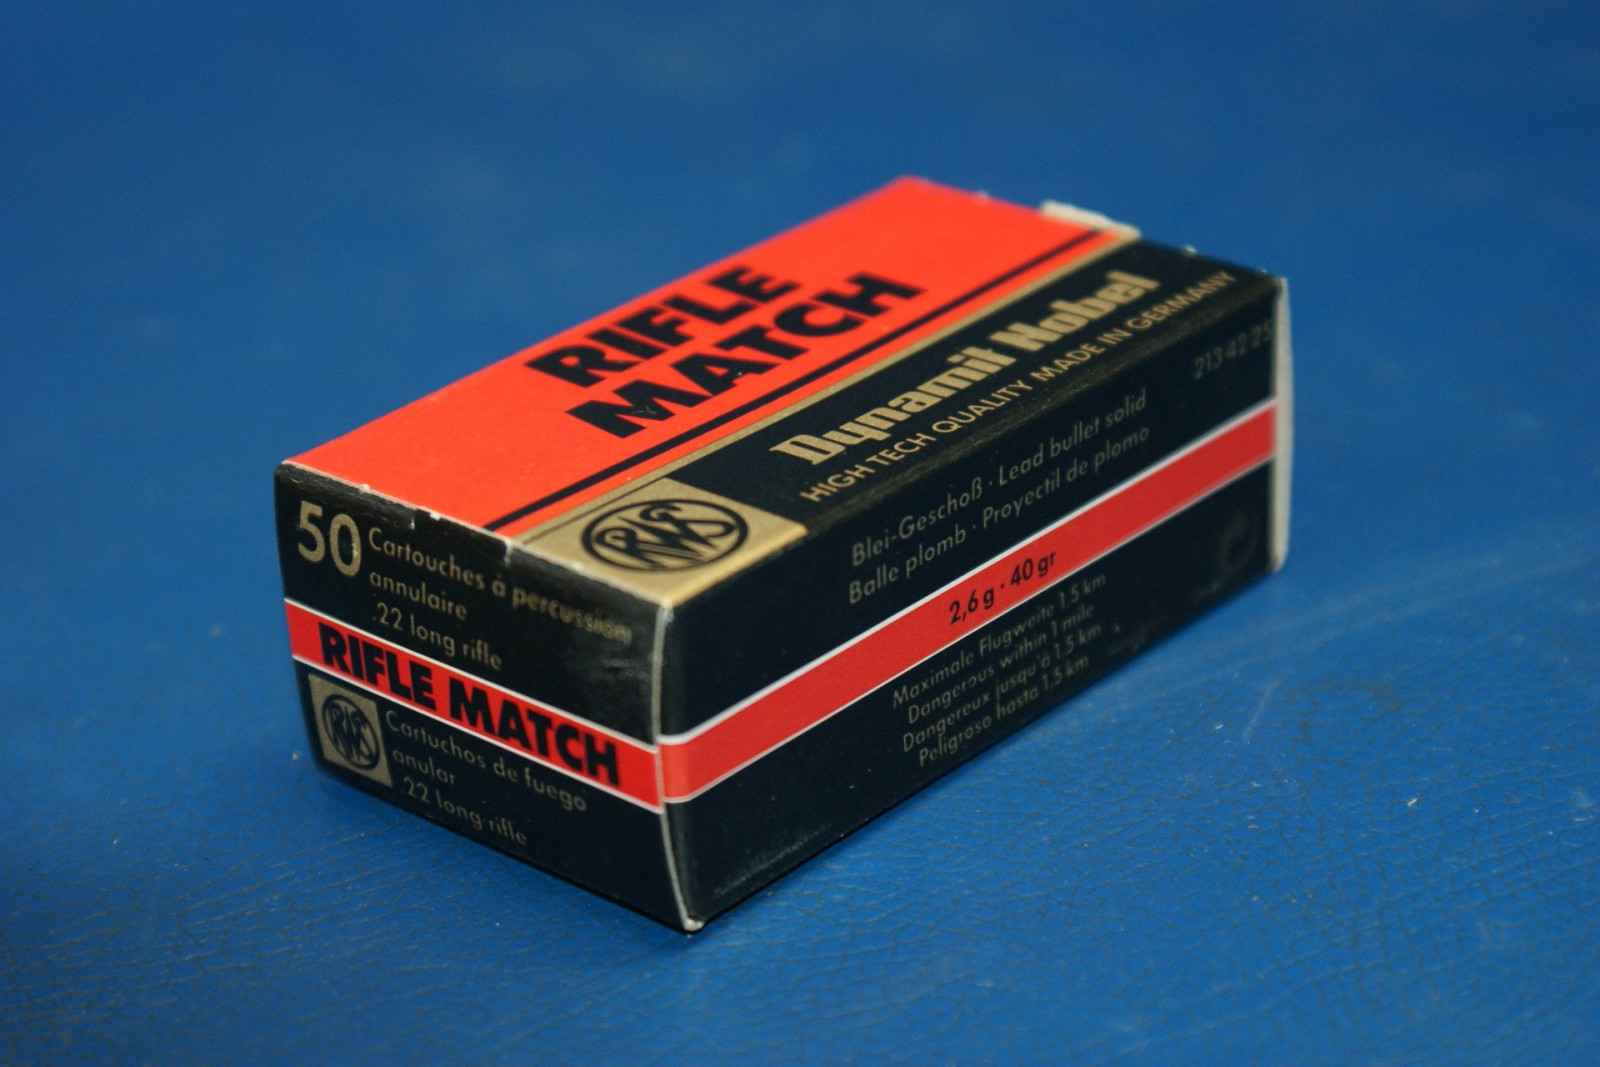 RIFLE
MATCH
Dynamit Nobel
HIGH TECH QUALITY MADE IN GERMANY
RWS
213 42 25
Blei-Geschoß · Lead bullet solid
Balle plomb · Proyectil de plomo
2,6 g · 40 gr
Maximale Flugweite 1,5 km
Dangerous within 1 mile
Dangereux jusqu'à 1,5 km
Peligroso hasta 1,5 km
50 Cartouches à percussion
annulaire
.22 long rifle
RIFLE MATCH
RWS
Cartuchos de fuego
anular
.22 long rifle